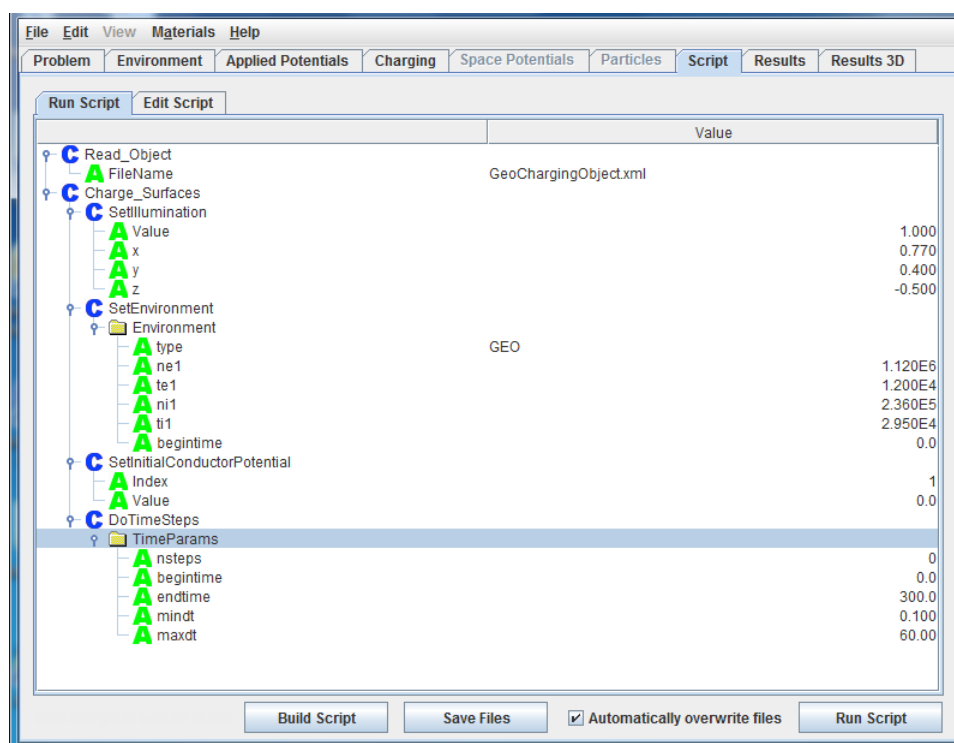 File Edit View Materials Help
Problem Environment Applied Potentials Charging Space Potentials Particles Script Results Results 3D
Run Script Edit Script
Value
C Read_Object
A FileName GeoChargingObject.xml
C Charge_Surfaces
C SetIllumination
A Value 1.000
A x 0.770
A y 0.400
A z -0.500
C SetEnvironment
Environment
A type GEO
A ne1 1.120E6
A te1 1.200E4
A ni1 2.360E5
A ti1 2.950E4
A begintime 0.0
C SetInitialConductorPotential
A Index 1
A Value 0.0
C DoTimeSteps
TimeParams
A nsteps 0
A begintime 0.0
A endtime 300.0
A mindt 0.100
A maxdt 60.00
Build Script Save Files Automatically overwrite files Run Script